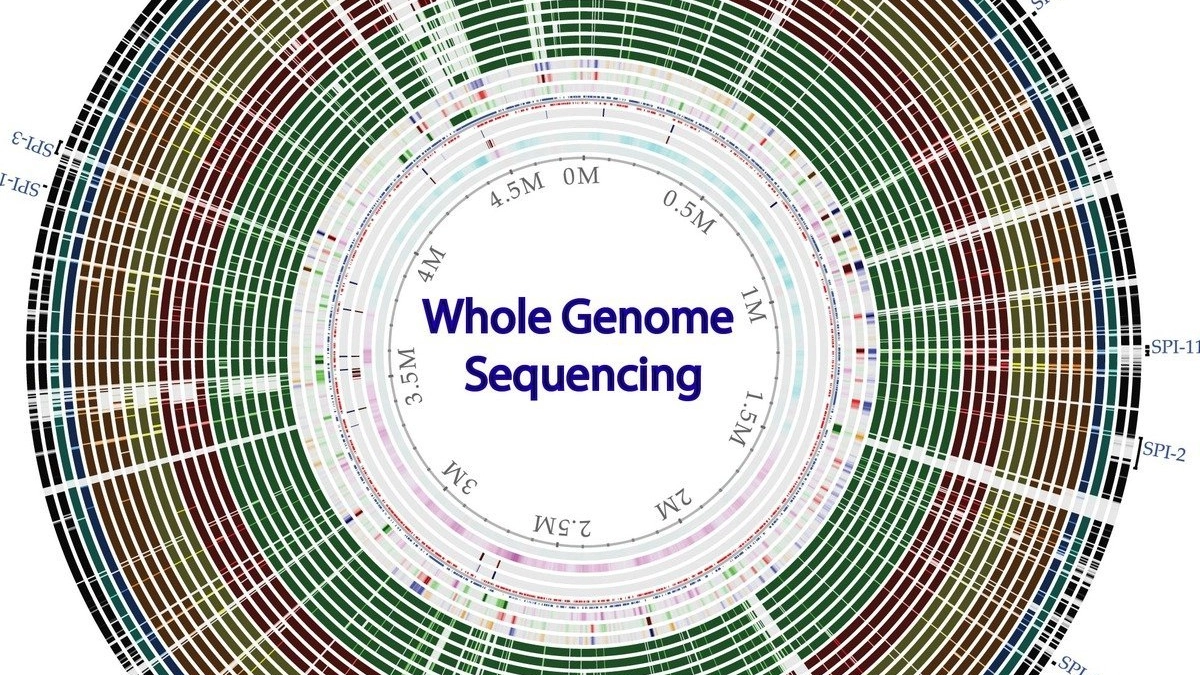 Whole Genome
Sequencing
0M
0.5M
1M
1.5M
2M
2.5M
3M
3.5M
4M
4.5M
SPI-11
SPI-2
SPI-
SPI-3
SPI-1